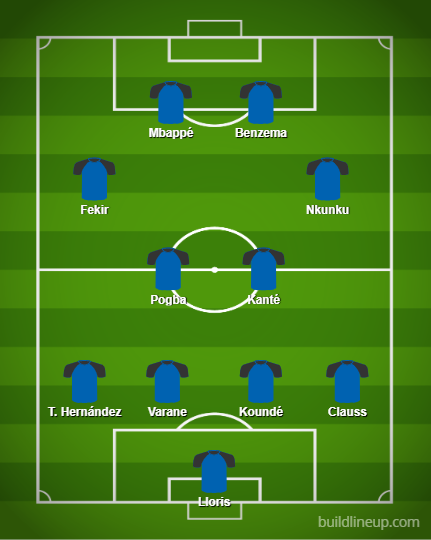 Mbappé Benzema
Fekir Nkunku
Pogba Kanté
T. Hernández Varane Koundé Clauss
Lloris
buildlineup.com